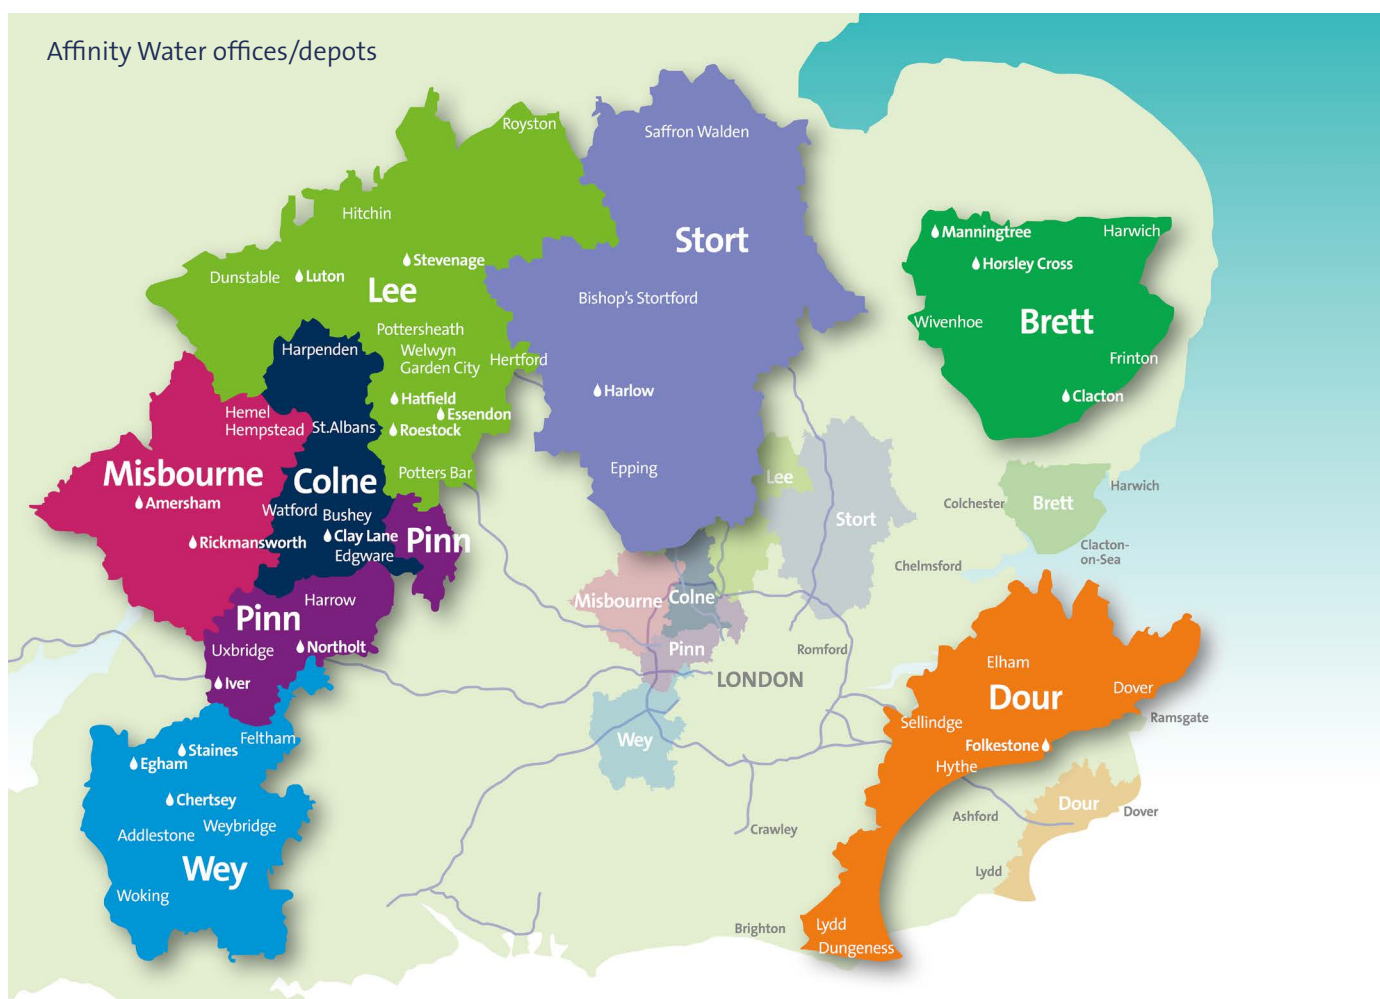 Affinity Water offices/depots
Royston
Saffron Walden
Hitchin
Stevenage
Dunstable
Luton
Lee
Pottersheath
Welwyn
Garden City
Hertford
Hatfield
Essendon
Roestock
Potters Bar
Stort
Bishop's Stortford
Harlow
Epping
Manningtree
Harwich
Horsley Cross
Wivenhoe
Brett
Frinton
Clacton
Harpenden
St.Albans
Colne
Watford
Bushey
Clay Lane
Edgware
Hemel
Hempstead
Misbourne
Amersham
Rickmansworth
Pinn
Pinn
Harrow
Uxbridge
Northolt
Iver
Feltham
Staines
Egham
Chertsey
Addlestone
Weybridge
Wey
Woking
Lee
Stort
Misbourne
Colne
Pinn
Wey
LONDON
Romford
Chelmsford
Colchester
Brett
Harwich
Clacton-
on-Sea
Elham
Dour
Dover
Sellindge
Folkestone
Hythe
Lydd
Dungeness
Ramsgate
Ashford
Dour
Dover
Lydd
Crawley
Brighton